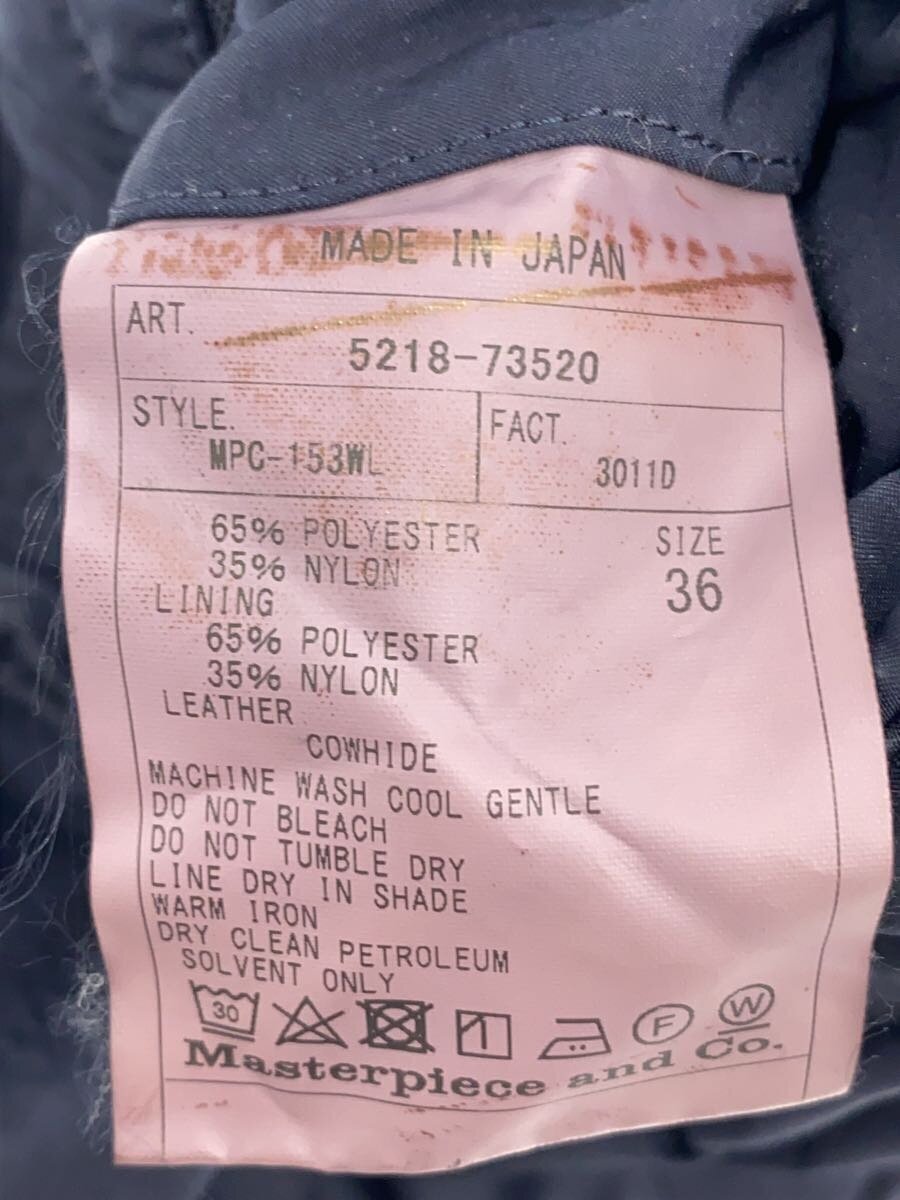 MADE IN JAPAN
ART.
5218-73520
STYLE.
MPC-153WL
FACT.
3011D
65% POLYESTER
35% NYLON
SIZE
36
LINING
65% POLYESTER
35% NYLON
LEATHER
COWHIDE
MACHINE WASH COOL GENTLE
DO NOT BLEACH
DO NOT TUMBLE DRY
LINE DRY IN SHADE
WARM IRON
DRY CLEAN PETROLEUM
SOLVENT ONLY
30
F
W
Masterpiece and Co.